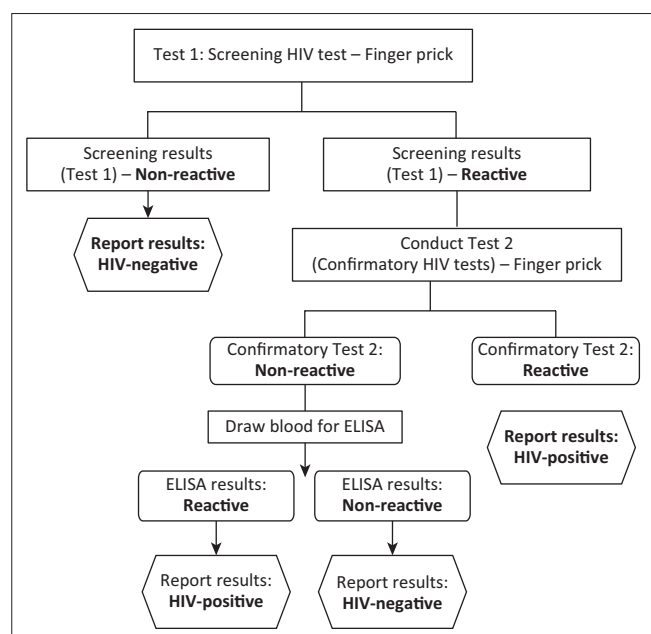 Test 1: Screening HIV test – Finger prick
Screening results
(Test 1) – Non-reactive
Screening results
(Test 1) – Reactive
Report results:
HIV-negative
Conduct Test 2
(Confirmatory HIV tests) – Finger prick
Confirmatory Test 2:
Non-reactive
Confirmatory Test 2:
Reactive
Draw blood for ELISA
Report results:
HIV-positive
ELISA results:
Reactive
ELISA results:
Non-reactive
Report results:
HIV-positive
Report results:
HIV-negative